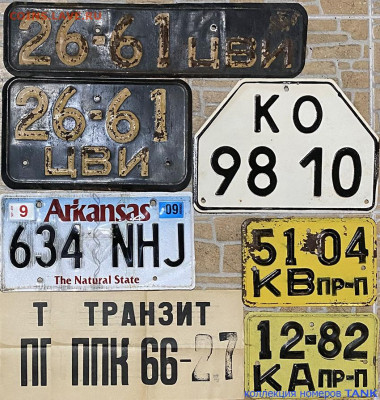 26-61 ЦВИ
26-61
ЦВИ
КО
98 10
9 Arkansas 09
634 NHJ
The Natural State
51-04
КВ ПР-П
Т ТРАНЗИТ
ПГ ППК 66-27
12-82
КА ПР-П
коллекция номеров TANK